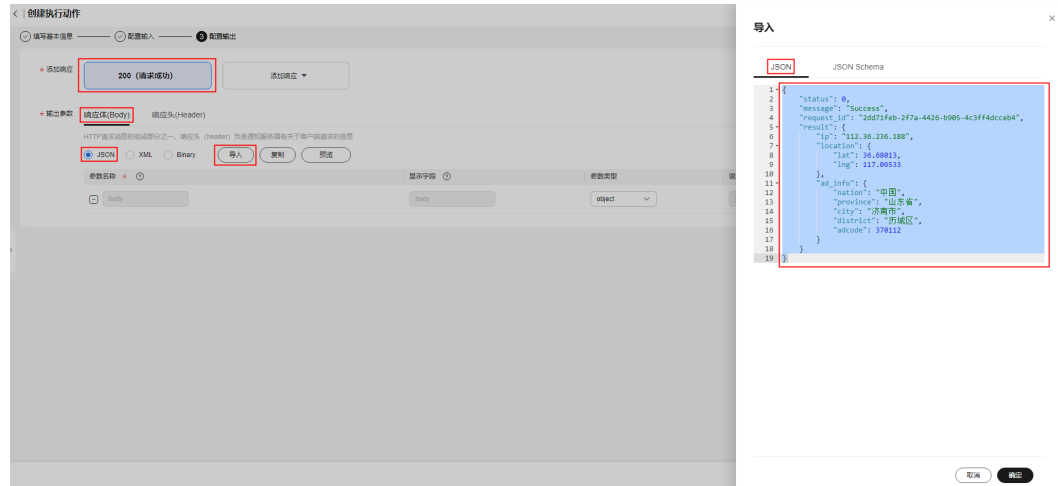 创建执行动作
填写基本信息 配置输入 3 配置输出
* 添加响应 200（请求成功） 添加响应
* 输出参数 响应体(Body) 响应头(Header)
HTTP请求消息的组成部分之一，响应头（header）负责通知服务器有关于客户端请求的信息
JSON XML Binary 导入 复制 预览
参数名称 * 显示字段 参数类型
body body object
导入
JSON JSON Schema
1 {
2 "status": 0,
3 "message": "Success",
4 "request_id": "2dd71feb-2f7a-4426-b905-4c3ff4dcceb4",
5 "result": {
6 "ip": "112.36.236.188",
7 "location": {
8 "lat": 36.68013,
9 "lng": 117.06533
10 },
11 "ad_info": {
12 "nation": "中国",
13 "province": "山东省",
14 "city": "济南市",
15 "district": "历城区",
16 "adcode": 370112
17 }
18 }
19 }
取消 确定